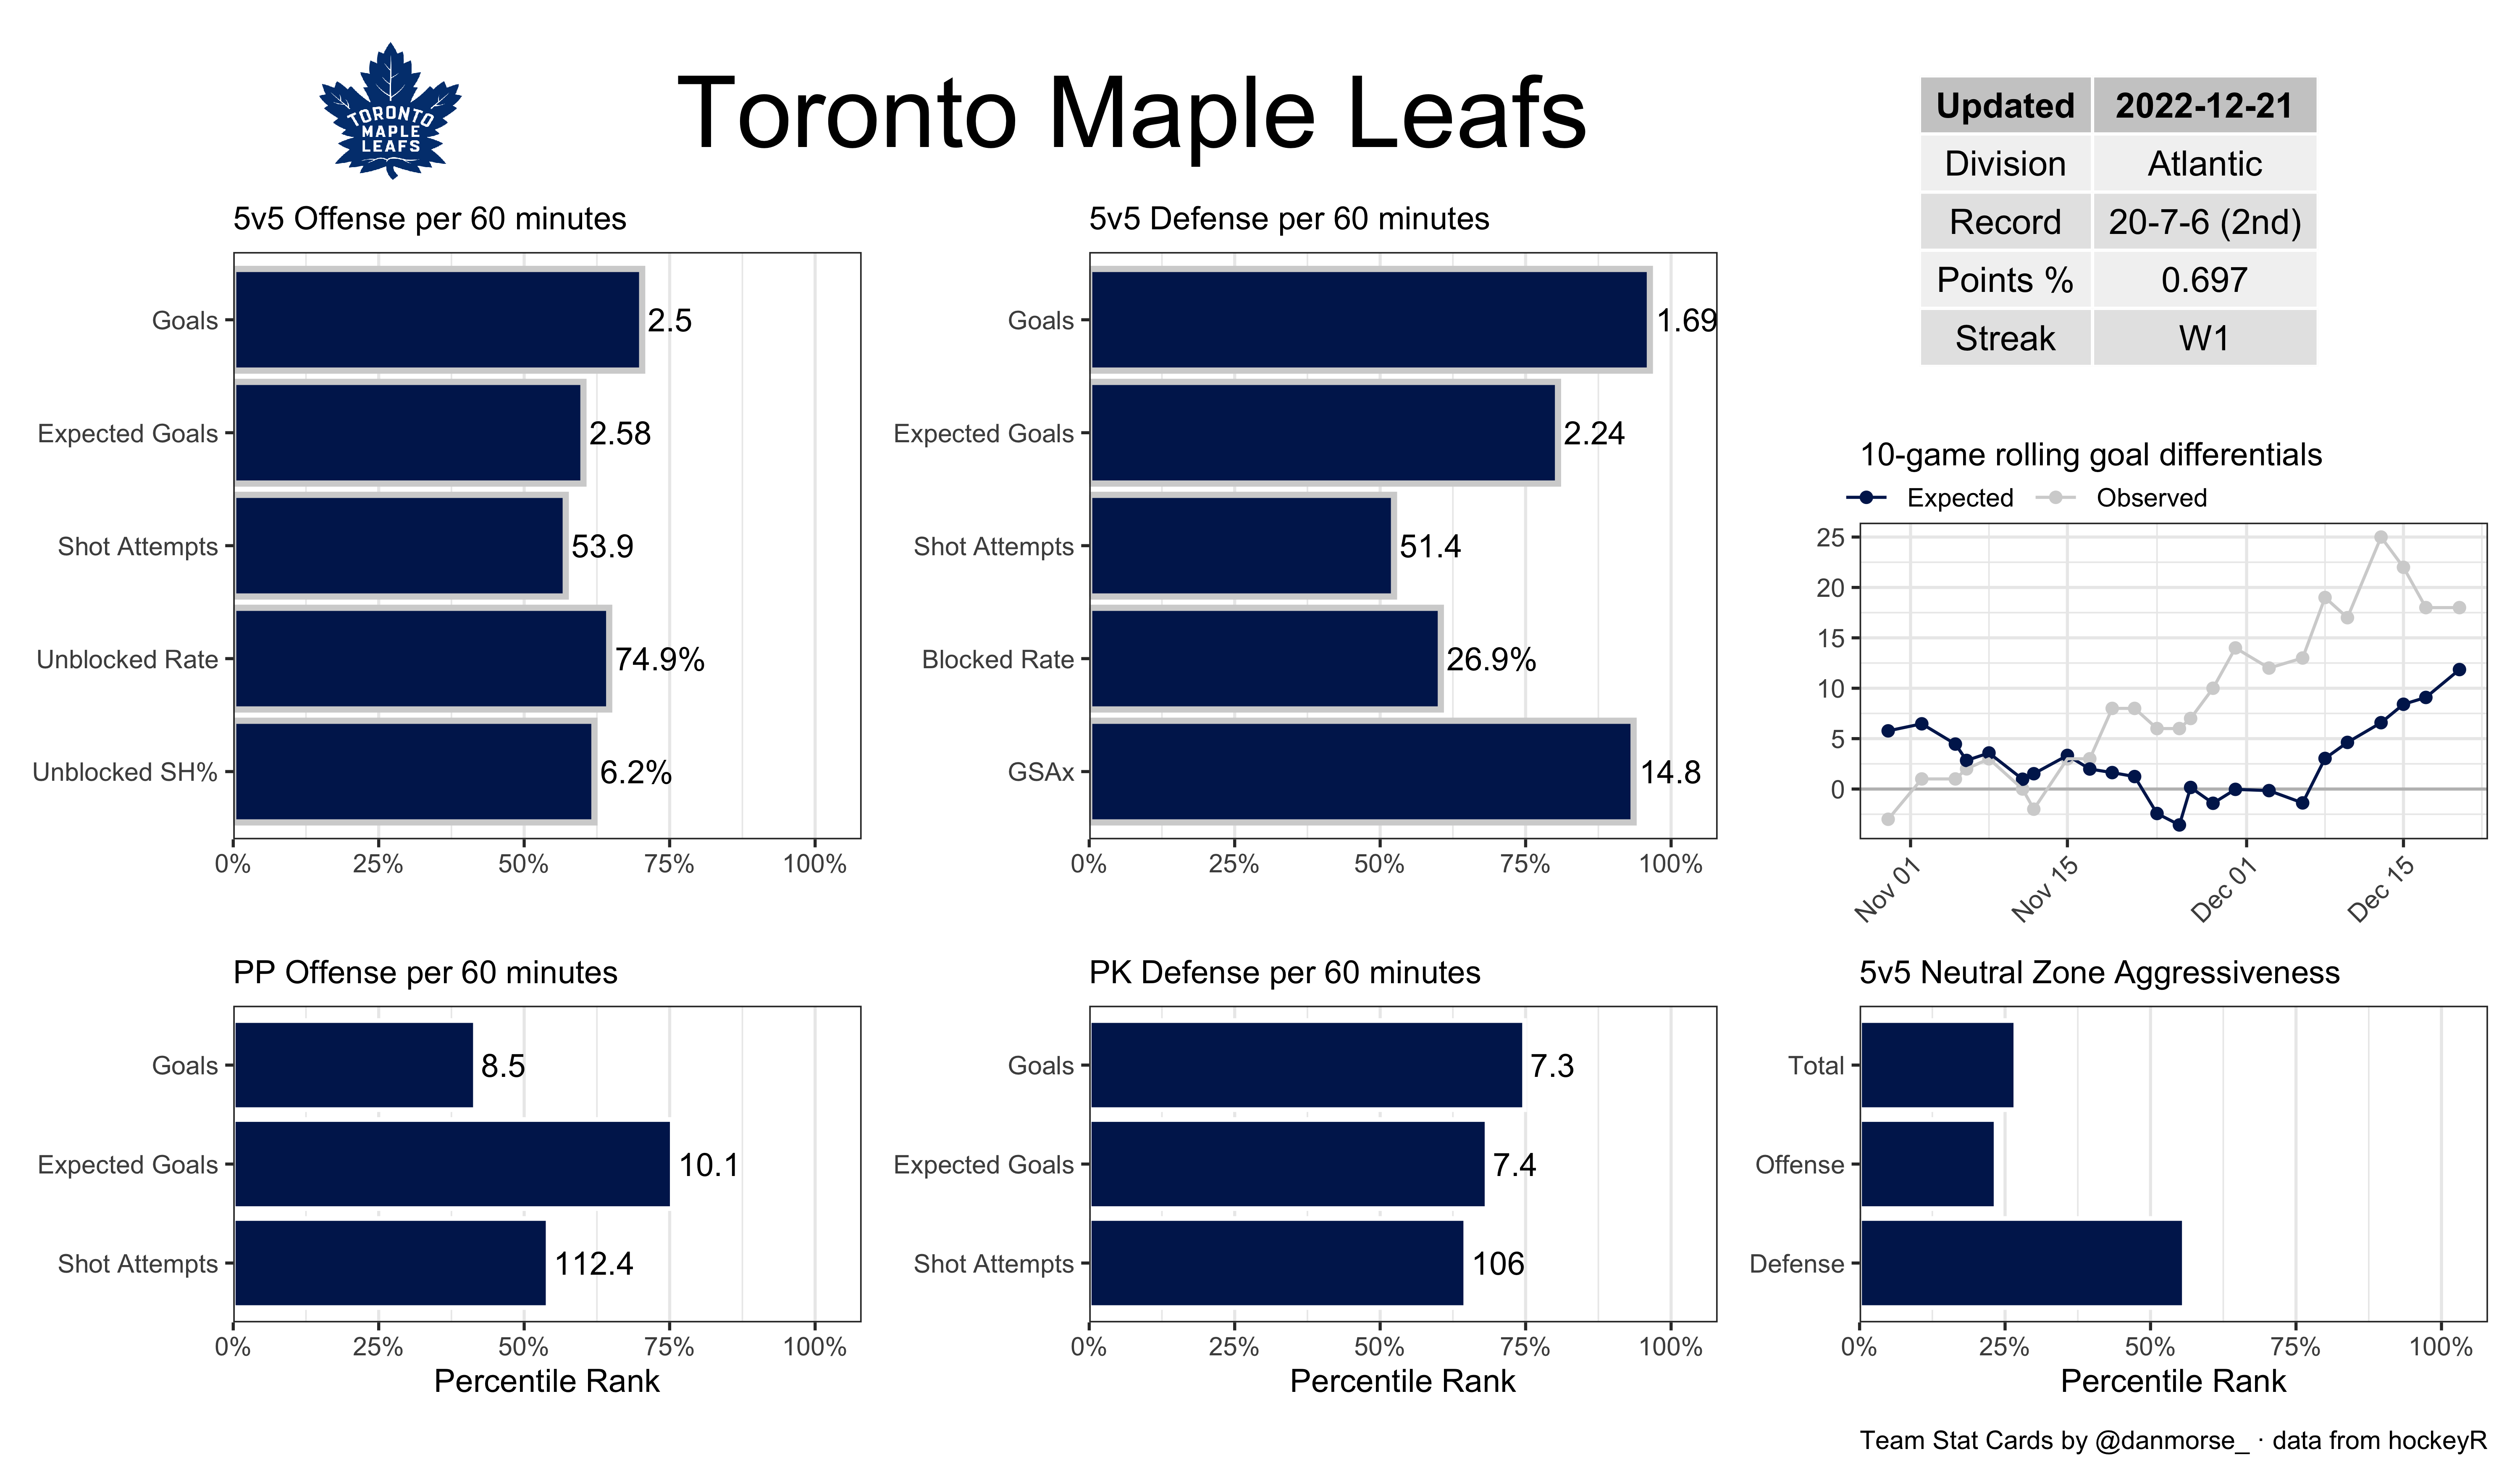 TORONTO
MAPLE
LEAFS
Toronto Maple Leafs
Updated 2022-12-21
Division Atlantic
Record 20-7-6 (2nd)
Points % 0.697
Streak W1
5v5 Offense per 60 minutes
Goals 2.5
Expected Goals 2.58
Shot Attempts 53.9
Unblocked Rate 74.9%
Unblocked SH% 6.2%
0% 25% 50% 75% 100%
5v5 Defense per 60 minutes
Goals 1.69
Expected Goals 2.24
Shot Attempts 51.4
Blocked Rate 26.9%
GSAx 14.8
0% 25% 50% 75% 100%
10-game rolling goal differentials
Expected Observed
25
20
15
10
5
0
Nov 01 Nov 15 Dec 01 Dec 15
PP Offense per 60 minutes
Goals 8.5
Expected Goals 10.1
Shot Attempts 112.4
0% 25% 50% 75% 100%
Percentile Rank
PK Defense per 60 minutes
Goals 7.3
Expected Goals 7.4
Shot Attempts 106
0% 25% 50% 75% 100%
Percentile Rank
5v5 Neutral Zone Aggressiveness
Total
Offense
Defense
0% 25% 50% 75% 100%
Percentile Rank
Team Stat Cards by @danmorse_ · data from hockeyR